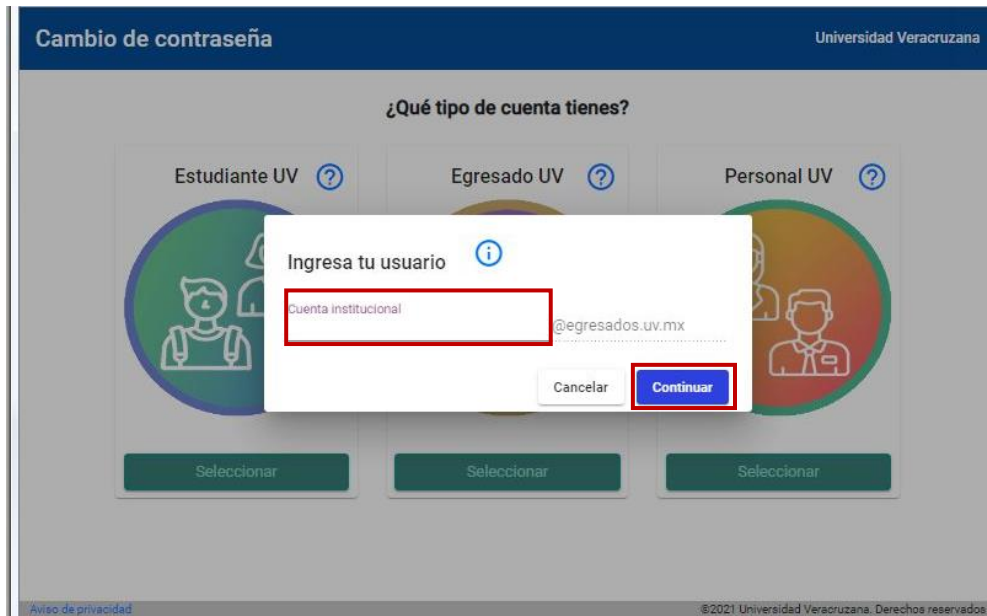 Cambio de contraseña
Universidad Veracruzana
¿Qué tipo de cuenta tienes?
Estudiante UV
Egresado UV
Personal UV
Ingresa tu usuario
Cuenta institucional
@egresados.uv.mx
Cancelar
Continuar
Seleccionar
Seleccionar
Seleccionar
Aviso de privacidad
©2021 Universidad Veracruzana. Derechos reservados